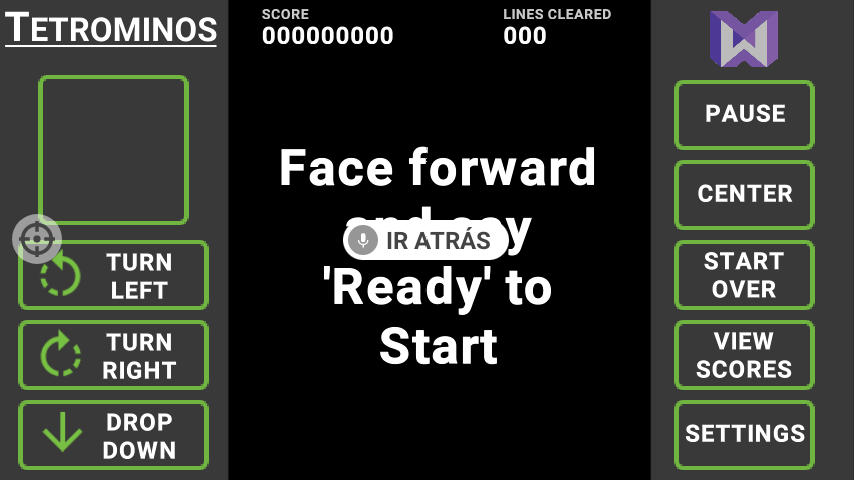 TETROMINOS
SCORE
000000000
LINES CLEARED
000
Face forward
'Ready' to
Start
IR ATRÁS
TURN
LEFT
TURN
RIGHT
DROP
DOWN
PAUSE
CENTER
START
OVER
VIEW
SCORES
SETTINGS